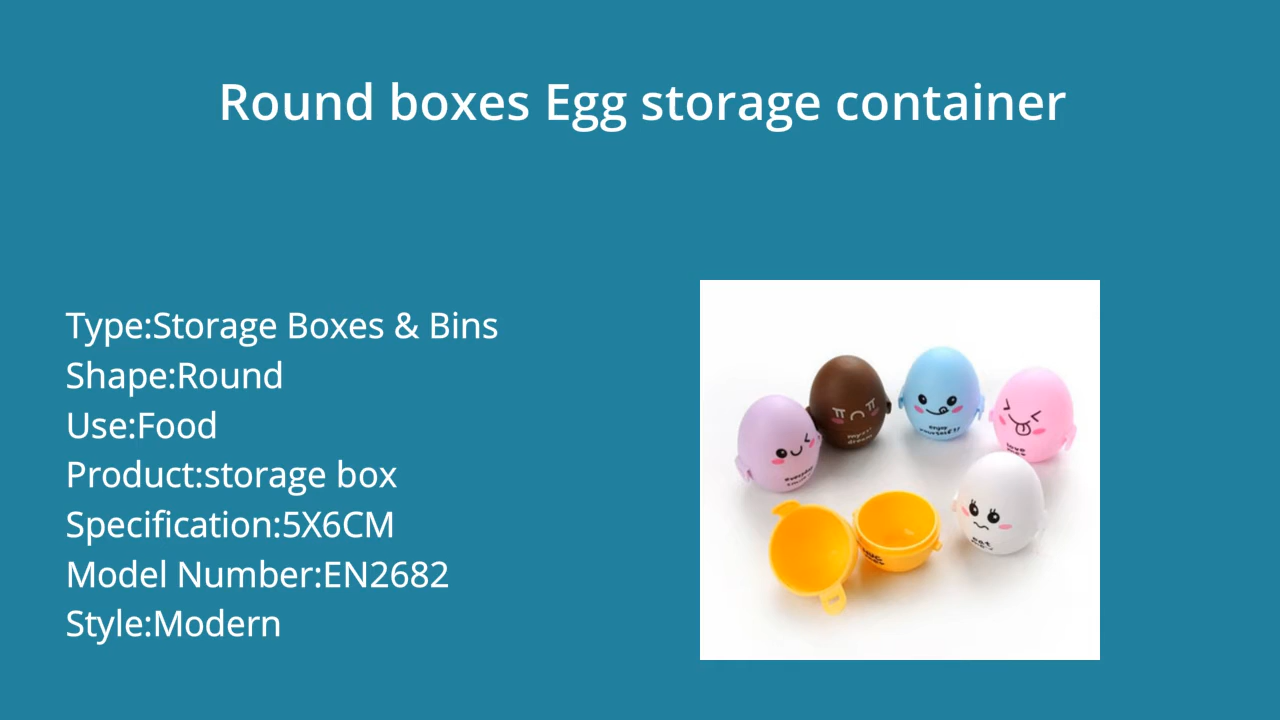 Round boxes Egg storage container
Type:Storage Boxes & Bins
Shape:Round
Use:Food
Product:storage box
Specification:5X6CM
Model Number:EN2682
Style:Modern
enjoy